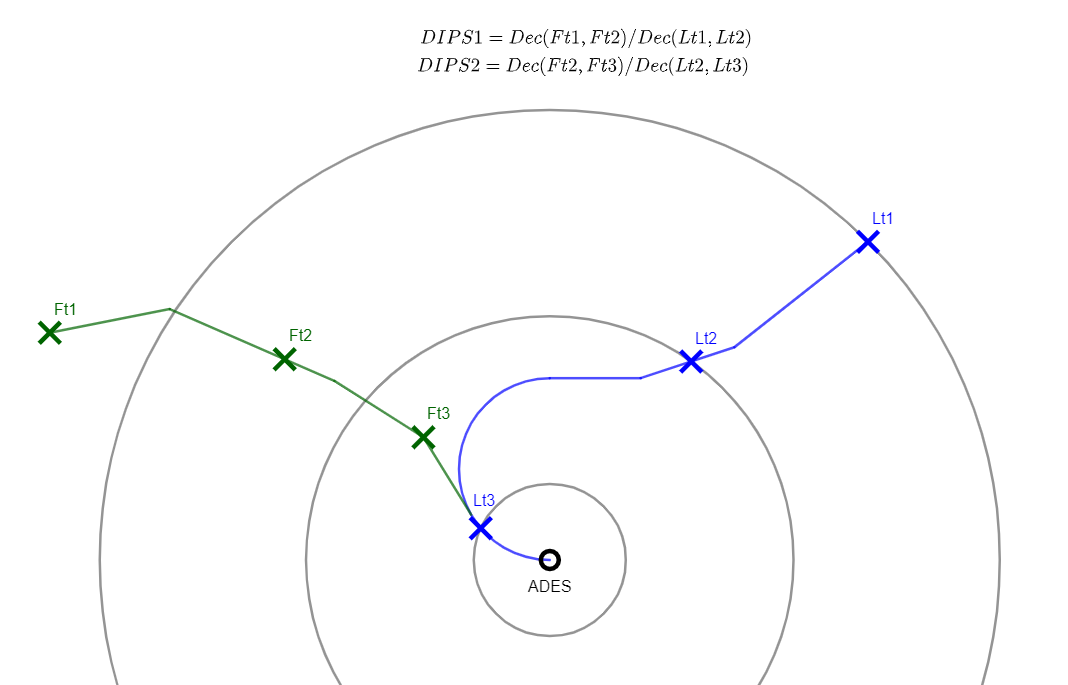 DIPS1 = Dec(Ft1, Ft2)/Dec(Lt1, Lt2)
DIPS2 = Dec(Ft2, Ft3)/Dec(Lt2, Lt3)
Lt1
Ft1
Ft2
Lt2
Ft3
Lt3
ADES